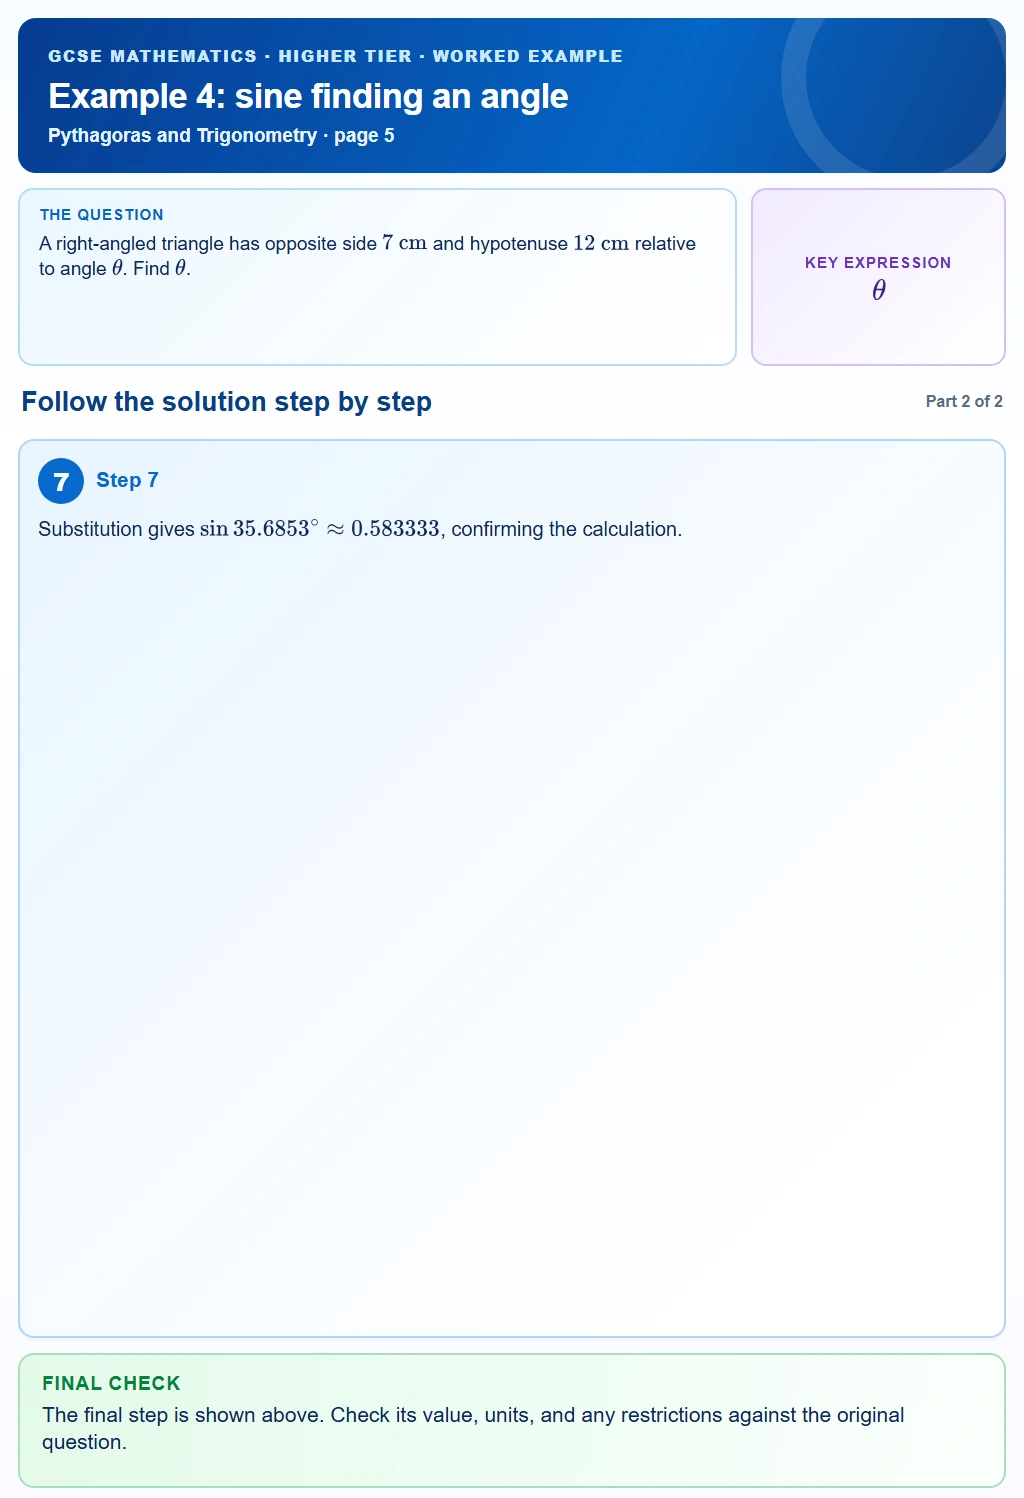 GCSE MATHEMATICS · HIGHER TIER · WORKED EXAMPLE
Example 4: sine finding an angle
Pythagoras and Trigonometry · page 5
THE QUESTION
A right-angled triangle has opposite side 7 cm and hypotenuse 12 cm relative
to angle θ. Find θ.
KEY EXPRESSION
θ
Follow the solution step by step
Part 2 of 2
7 Step 7
Substitution gives sin 35.6853° ≈ 0.583333, confirming the calculation.
FINAL CHECK
The final step is shown above. Check its value, units, and any restrictions against the original
question.